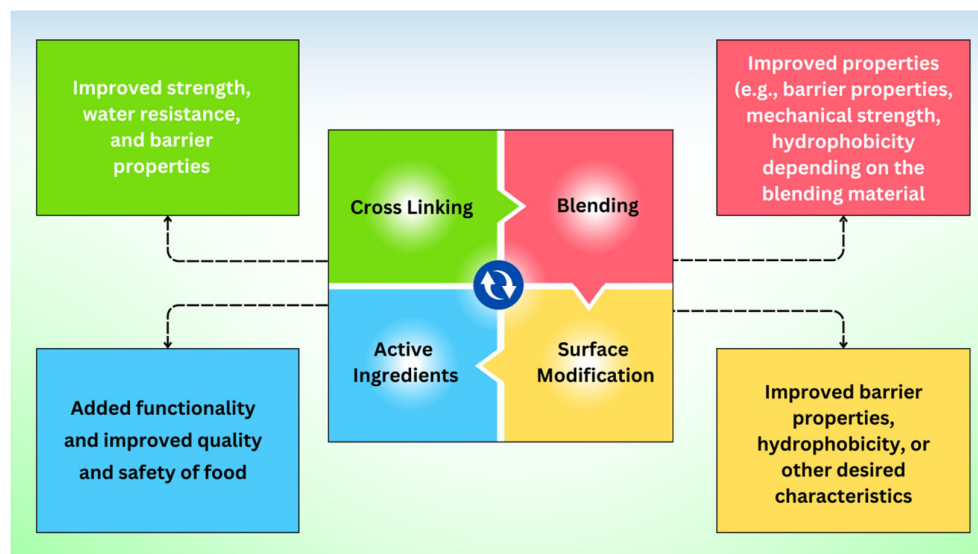 Improved strength,
water resistance,
and barrier
properties
Improved properties
(e.g., barrier properties,
mechanical strength,
hydrophobicity
depending on the
blending material
Cross Linking
Blending
Active
Ingredients
Surface
Modification
Added functionality
and improved quality
and safety of food
Improved barrier
properties,
hydrophobicity, or
other desired
characteristics